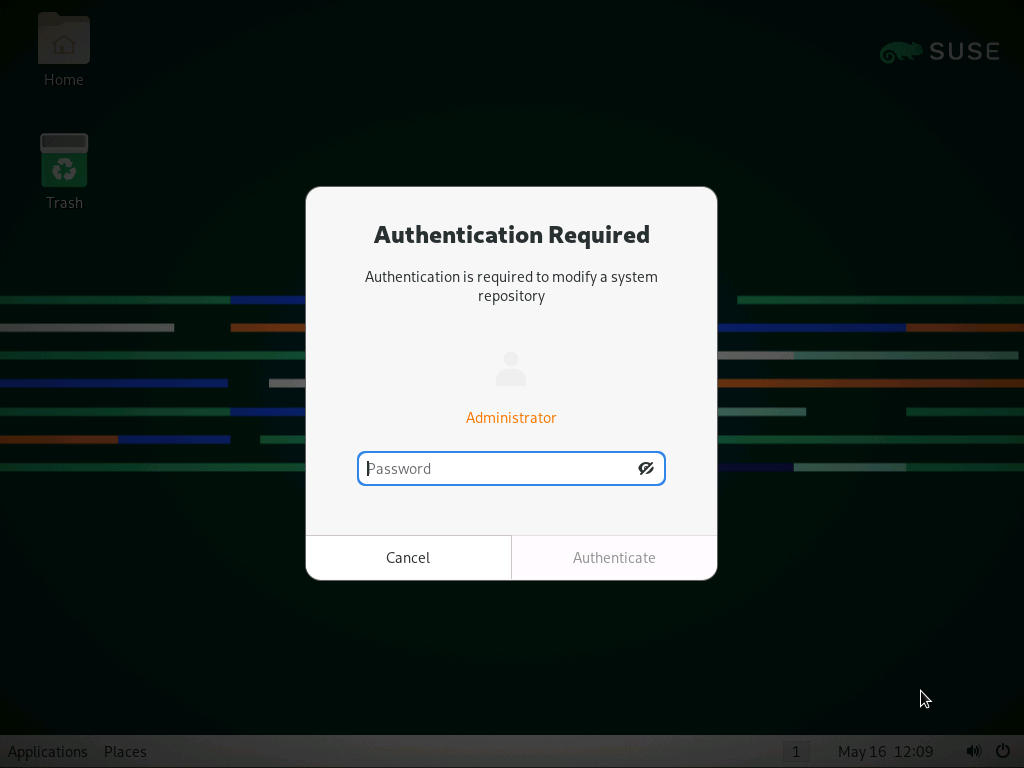 Home
SUSE
Trash
Authentication Required
Authentication is required to modify a system
repository
Administrator
Password
Cancel
Authenticate
Applications
Places
1
May 16 12:09